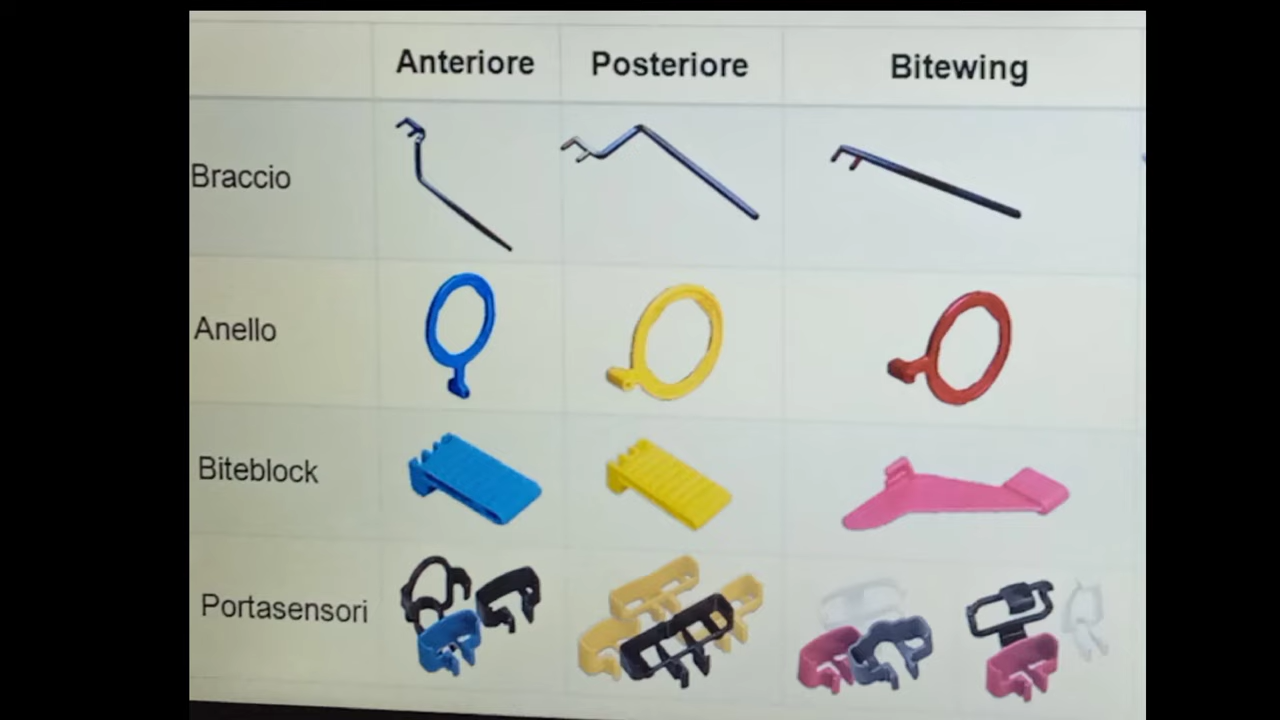 Anteriore Posteriore Bitewing
Braccio
Anello
Biteblock
Portasensori